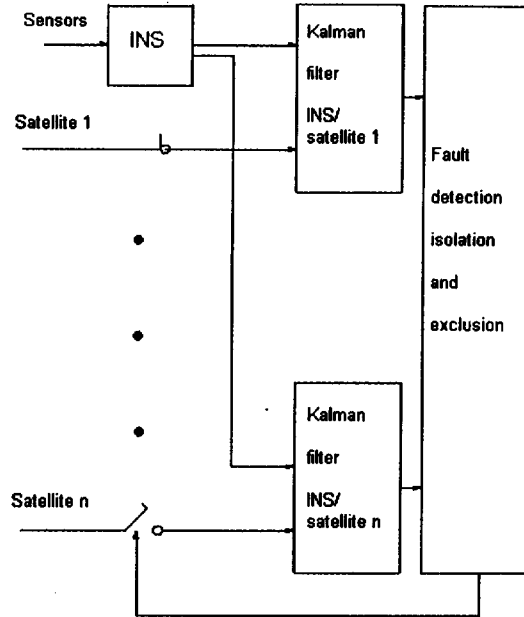 Sensors
INS
Kalman
filter
INS/
satellite 1
Satellite 1
Fault
detection
isolation
and
exclusion
Kalman
filter
INS/
satellite n
Satellite n